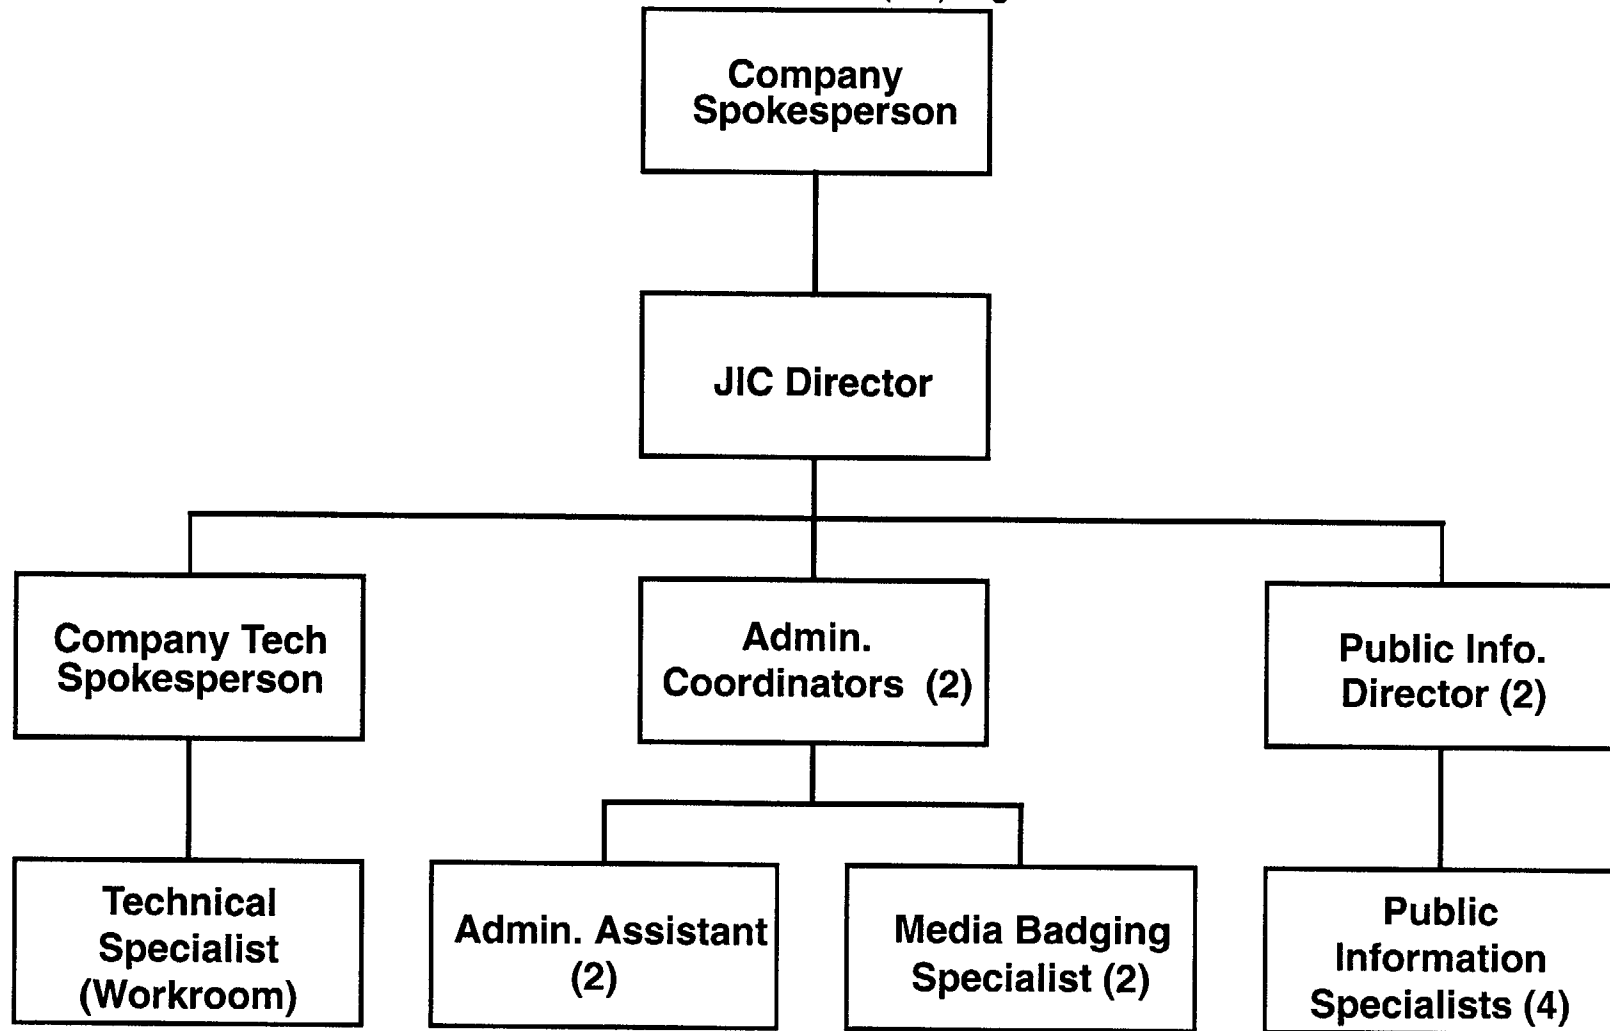 Company
Spokesperson
JIC Director
Company Tech
Spokesperson
Admin.
Coordinators (2)
Public Info.
Director (2)
Technical
Specialist
(Workroom)
Admin. Assistant
(2)
Media Badging
Specialist (2)
Public
Information
Specialists (4)